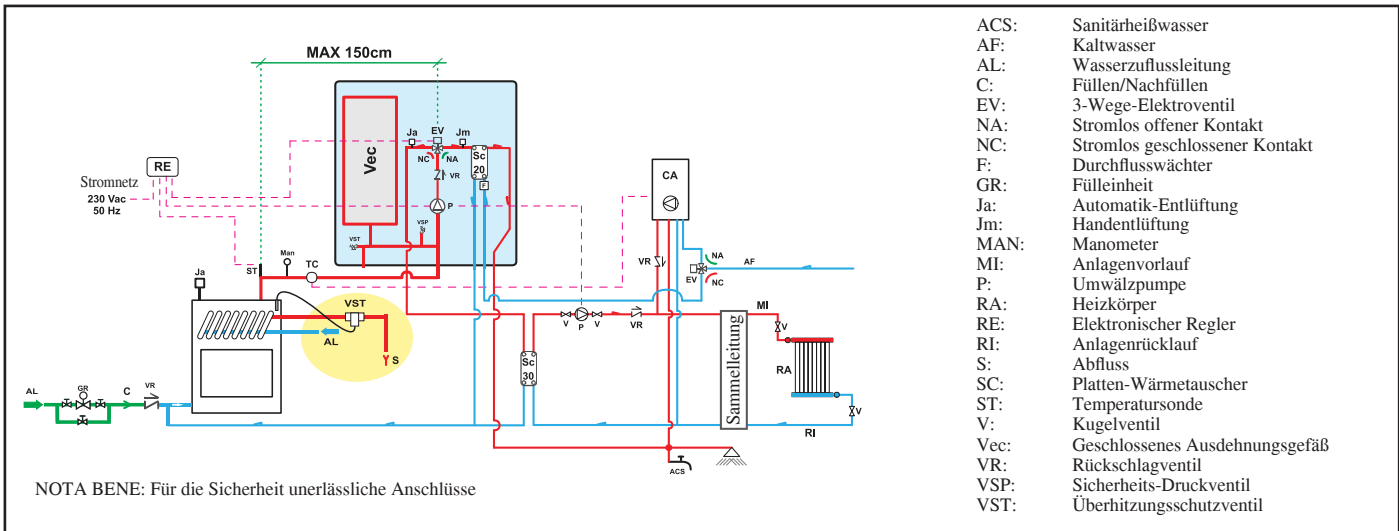 MAX 150cm
Ja
EV
Jm
NC
NA
Vec
Sc
20
F
VR
P
VSP
VST
RE
Stromnetz
230 Vac
50 Hz
CA
VR
NA
EV
AF
NC
ST
Man
TC
Ja
VST
AL
S
V
P
V
VR
MI
V
RA
Sc
30
Sammelleitung
V
RI
AL
GR
C
VR
ACS
NOTA BENE: Für die Sicherheit unerlässliche Anschlüsse
ACS: Sanitärheißwasser
AF: Kaltwasser
AL: Wasserzuflussleitung
C: Füllen/Nachfüllen
EV: 3-Wege-Elektroventil
NA: Stromlos offener Kontakt
NC: Stromlos geschlossener Kontakt
F: Durchflusswächter
GR: Fülleinheit
Ja: Automatik-Entlüftung
Jm: Handentlüftung
MAN: Manometer
MI: Anlagenvorlauf
P: Umwälzpumpe
RA: Heizkörper
RE: Elektronischer Regler
RI: Anlagenrücklauf
S: Abfluss
SC: Platten-Wärmetauscher
ST: Temperatursonde
V: Kugelventil
Vec: Geschlossenes Ausdehnungsgefäß
VR: Rückschlagventil
VSP: Sicherheits-Druckventil
VST: Überhitzungsschutzventil